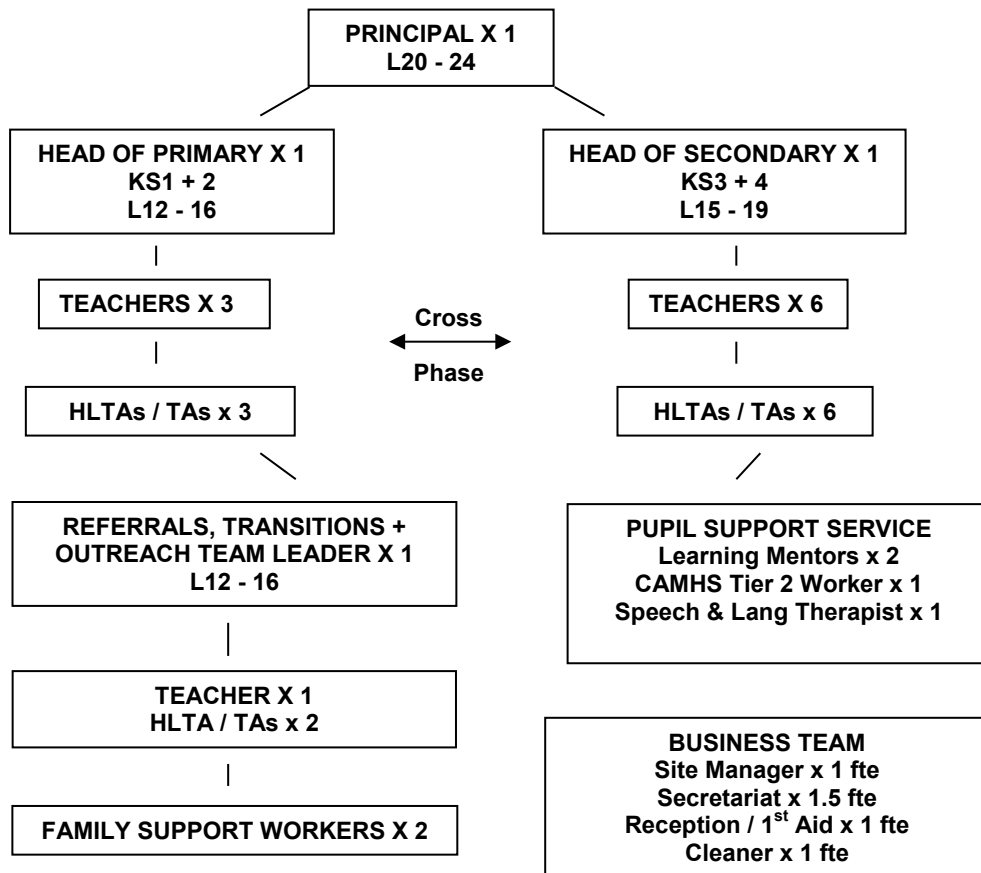 PRINCIPAL X 1
L20 - 24
HEAD OF PRIMARY X 1
KS1 + 2
L12 - 16
HEAD OF SECONDARY X 1
KS3 + 4
L15 - 19
TEACHERS X 3
Cross
Phase
TEACHERS X 6
HLTAs / TAs x 3
HLTAs / TAs x 6
REFERRALS, TRANSITIONS +
OUTREACH TEAM LEADER X 1
L12 - 16
PUPIL SUPPORT SERVICE
Learning Mentors x 2
CAMHS Tier 2 Worker x 1
Speech & Lang Therapist x 1
TEACHER X 1
HLTA / TAs x 2
FAMILY SUPPORT WORKERS X 2
BUSINESS TEAM
Site Manager x 1 fte
Secretariat x 1.5 fte
Reception / 1st Aid x 1 fte
Cleaner x 1 fte